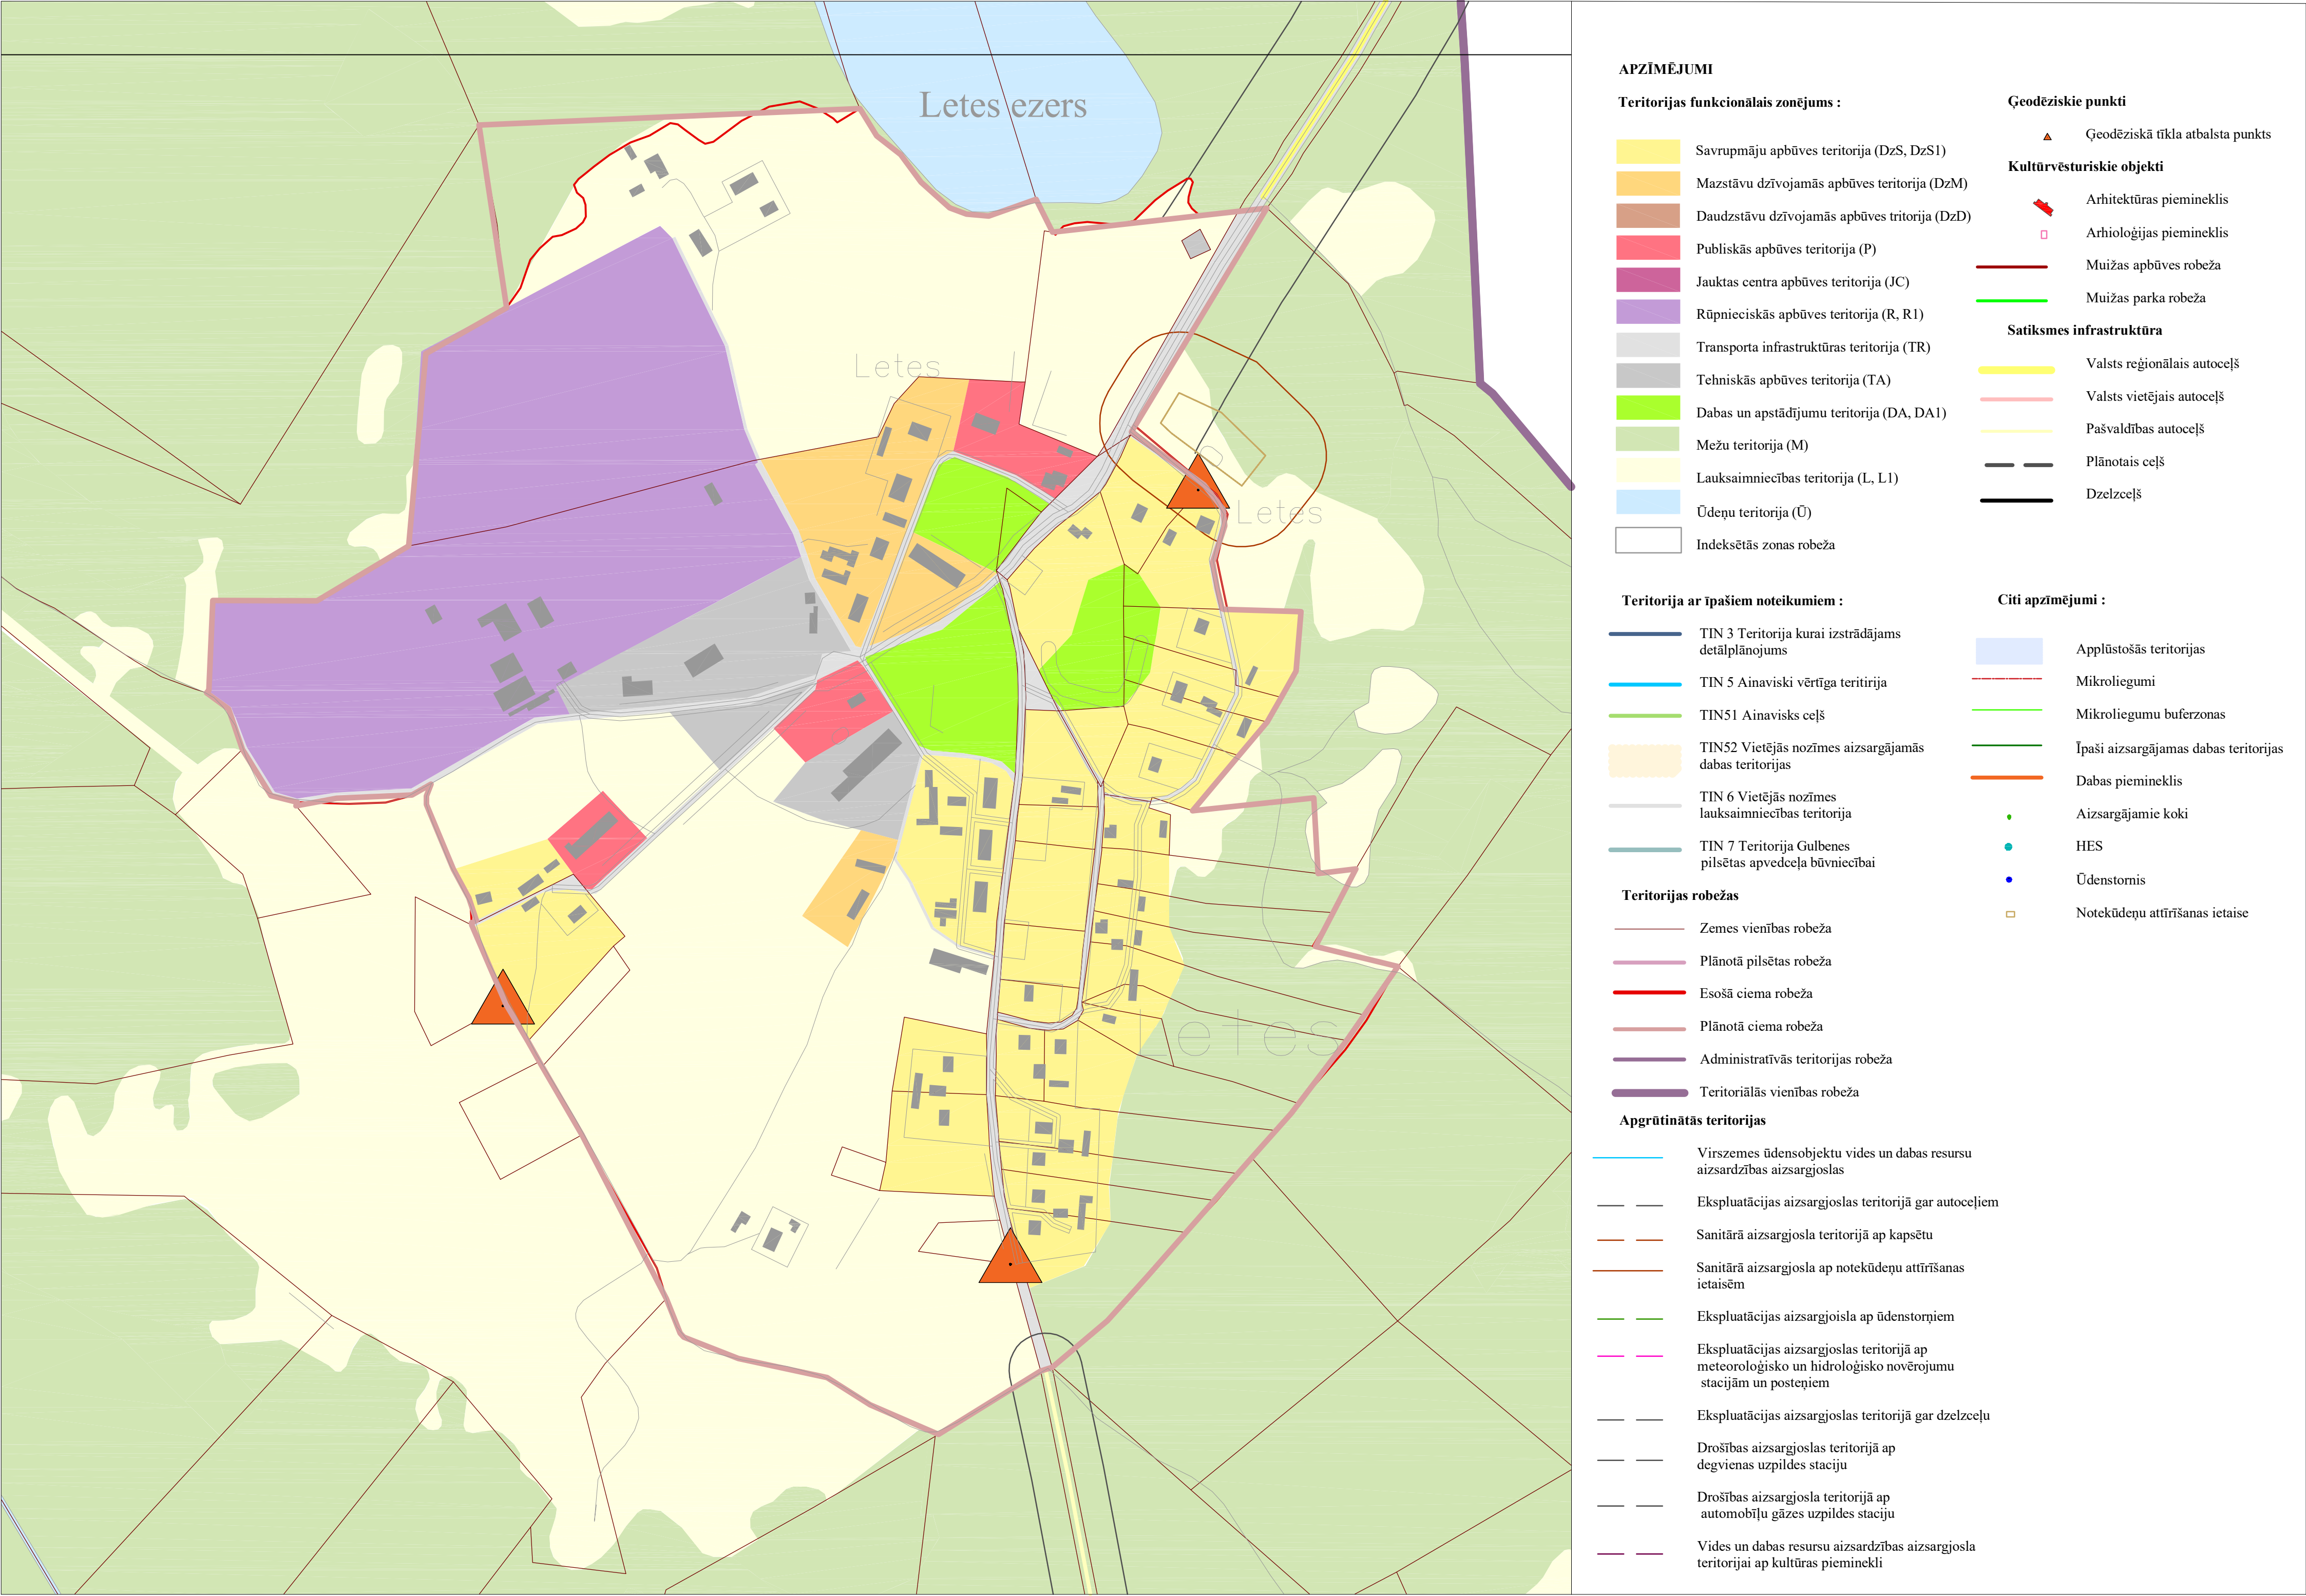 Letes ezers
Letes
Letes
Letes
APZĪMĒJUMI
Teritorijas funkcionālais zonējums :
Savrupmāju apbūves teritorija (DzS, DzS1)
Mazstāvu dzīvojamās apbūves teritorija (DzM)
Daudzstāvu dzīvojamās apbūves tritorija (DzD)
Publiskās apbūves teritorija (P)
Jauktas centra apbūves teritorija (JC)
Rūpnieciskās apbūves teritorija (R, R1)
Transporta infrastruktūras teritorija (TR)
Tehniskās apbūves teritorija (TA)
Dabas un apstādījumu teritorija (DA, DA1)
Mežu teritorija (M)
Lauksaimniecības teritorija (L, L1)
Ūdeņu teritorija (Ū)
Indeksētās zonas robeža
Teritorija ar īpašiem noteikumiem :
TIN 3 Teritorija kurai izstrādājams
detālplānojums
TIN 5 Ainaviski vērtīga teritirija
TIN51 Ainavisks ceļš
TIN52 Vietējās nozīmes aizsargājamās
dabas teritorijas
TIN 6 Vietējās nozīmes
lauksaimniecības teritorija
TIN 7 Teritorija Gulbenes
pilsētas apvedceļa būvniecībai
Teritorijas robežas
Zemes vienības robeža
Plānotā pilsētas robeža
Esošā ciema robeža
Plānotā ciema robeža
Administratīvās teritorijas robeža
Teritoriālās vienības robeža
Apgrūtinātās teritorijas
Virszemes ūdensobjektu vides un dabas resursu
aizsardzības aizsargjoslas
Ekspluatācijas aizsargjoslas teritorijā gar autoceļiem
Sanitārā aizsargjosla teritorijā ap kapsētu
Sanitārā aizsargjosla ap notekūdeņu attīrīšanas
ietaisēm
Ekspluatācijas aizsargjoisla ap ūdenstorņiem
Ekspluatācijas aizsargjoslas teritorijā ap
meteoroloģisko un hidroloģisko novērojumu
stacijām un posteņiem
Ekspluatācijas aizsargjoslas teritorijā gar dzelzceļu
Drošības aizsargjoslas teritorijā ap
degvienas uzpildes staciju
Drošības aizsargjosla teritorijā ap
automobīļu gāzes uzpildes staciju
Vides un dabas resursu aizsardzības aizsargjosla
teritorijai ap kultūras pieminekli
Ģeodēziskie punkti
Ģeodēziskā tīkla atbalsta punkts
Kultūrvēsturiskie objekti
Arhitektūras piemineklis
Arhioloģijas piemineklis
Muižas apbūves robeža
Muižas parka robeža
Satiksmes infrastruktūra
Valsts reģionālais autoceļš
Valsts vietējais autoceļš
Pašvaldības autoceļš
Plānotais ceļš
Dzelzceļš
Citi apzīmējumi :
Applūstošās teritorijas
Mikroliegumi
Mikroliegumu buferzonas
Īpaši aizsargājamas dabas teritorijas
Dabas piemineklis
Aizsargājamie koki
HES
Ūdenstornis
Notekūdeņu attīrīšanas ietaise